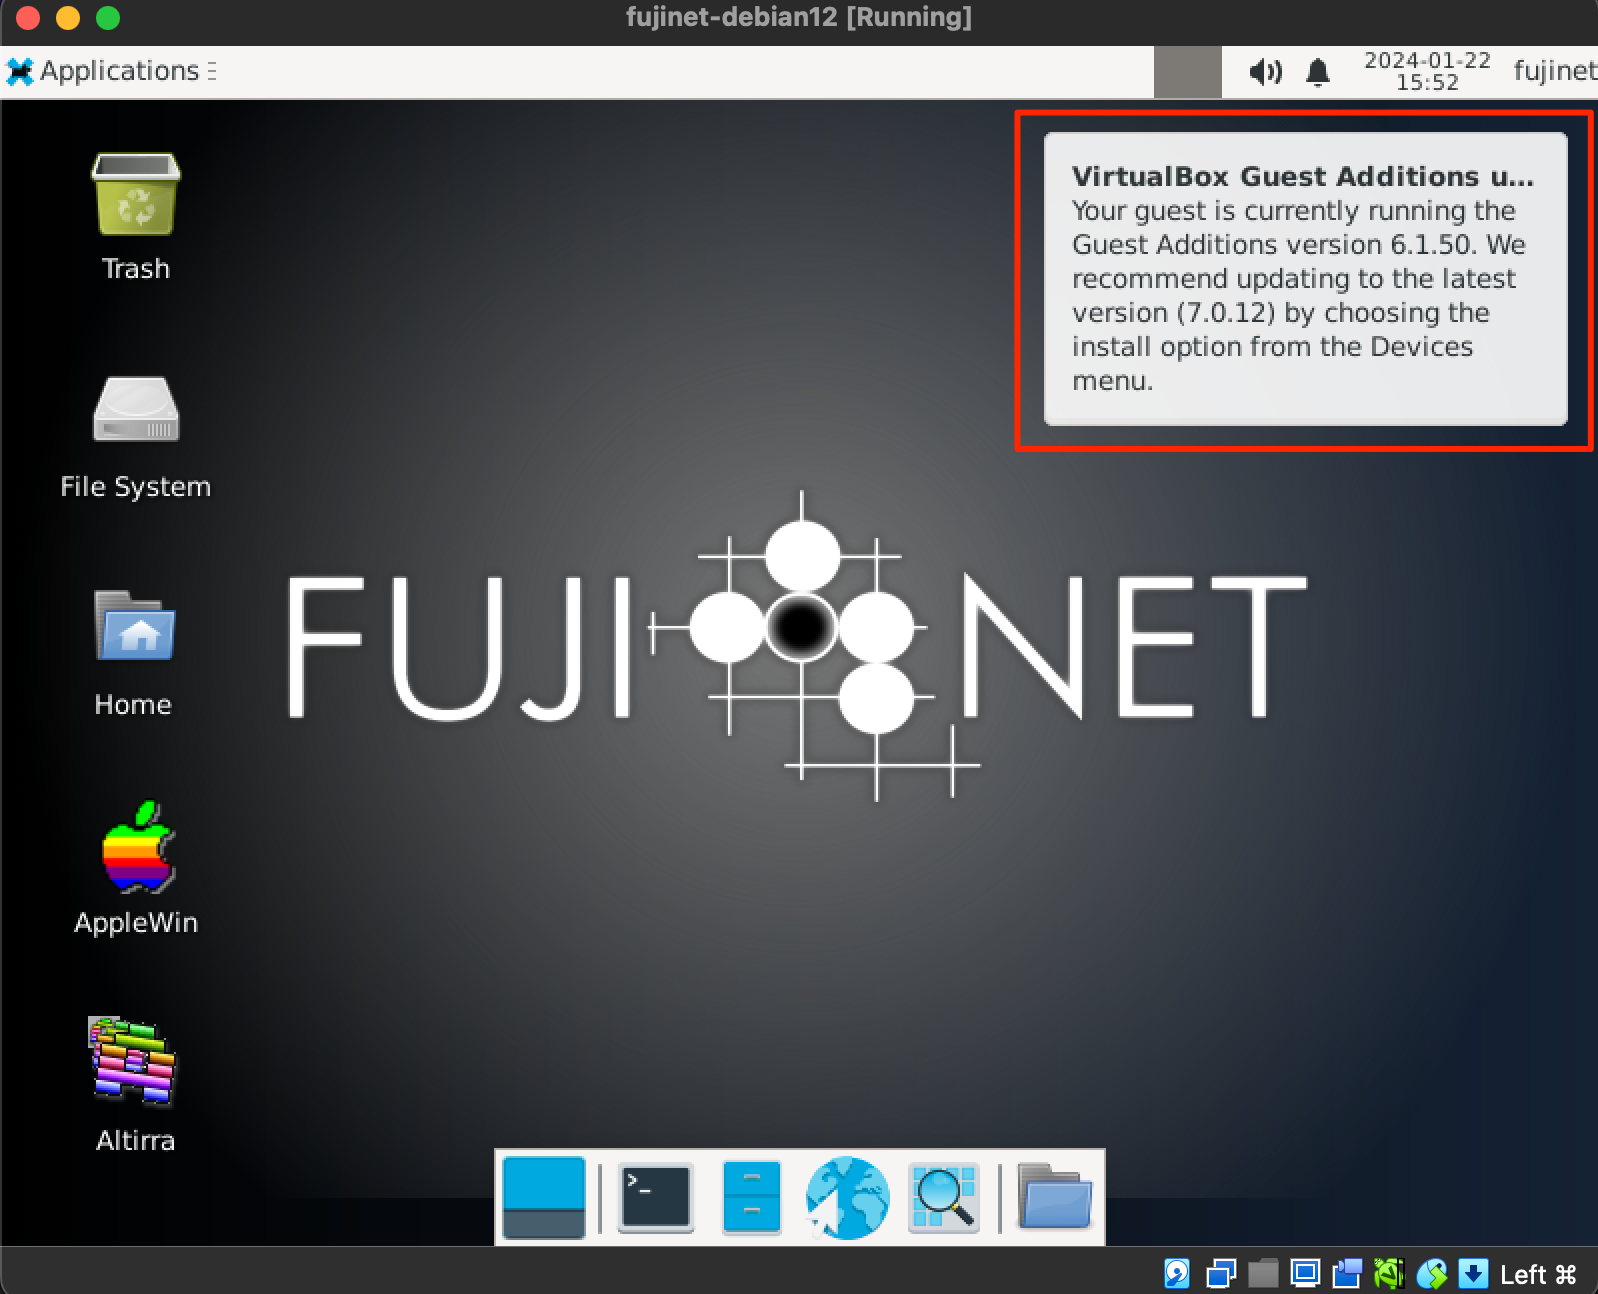 fujinet-debian12 [Running]
Applications
2024-01-22
15:52
fujinet
VirtualBox Guest Additions u...
Your guest is currently running the
Guest Additions version 6.1.50. We
recommend updating to the latest
version (7.0.12) by choosing the
install option from the Devices
menu.
Trash
File System
Home
FUJI NET
AppleWin
Altirra
>_
Left ⌘